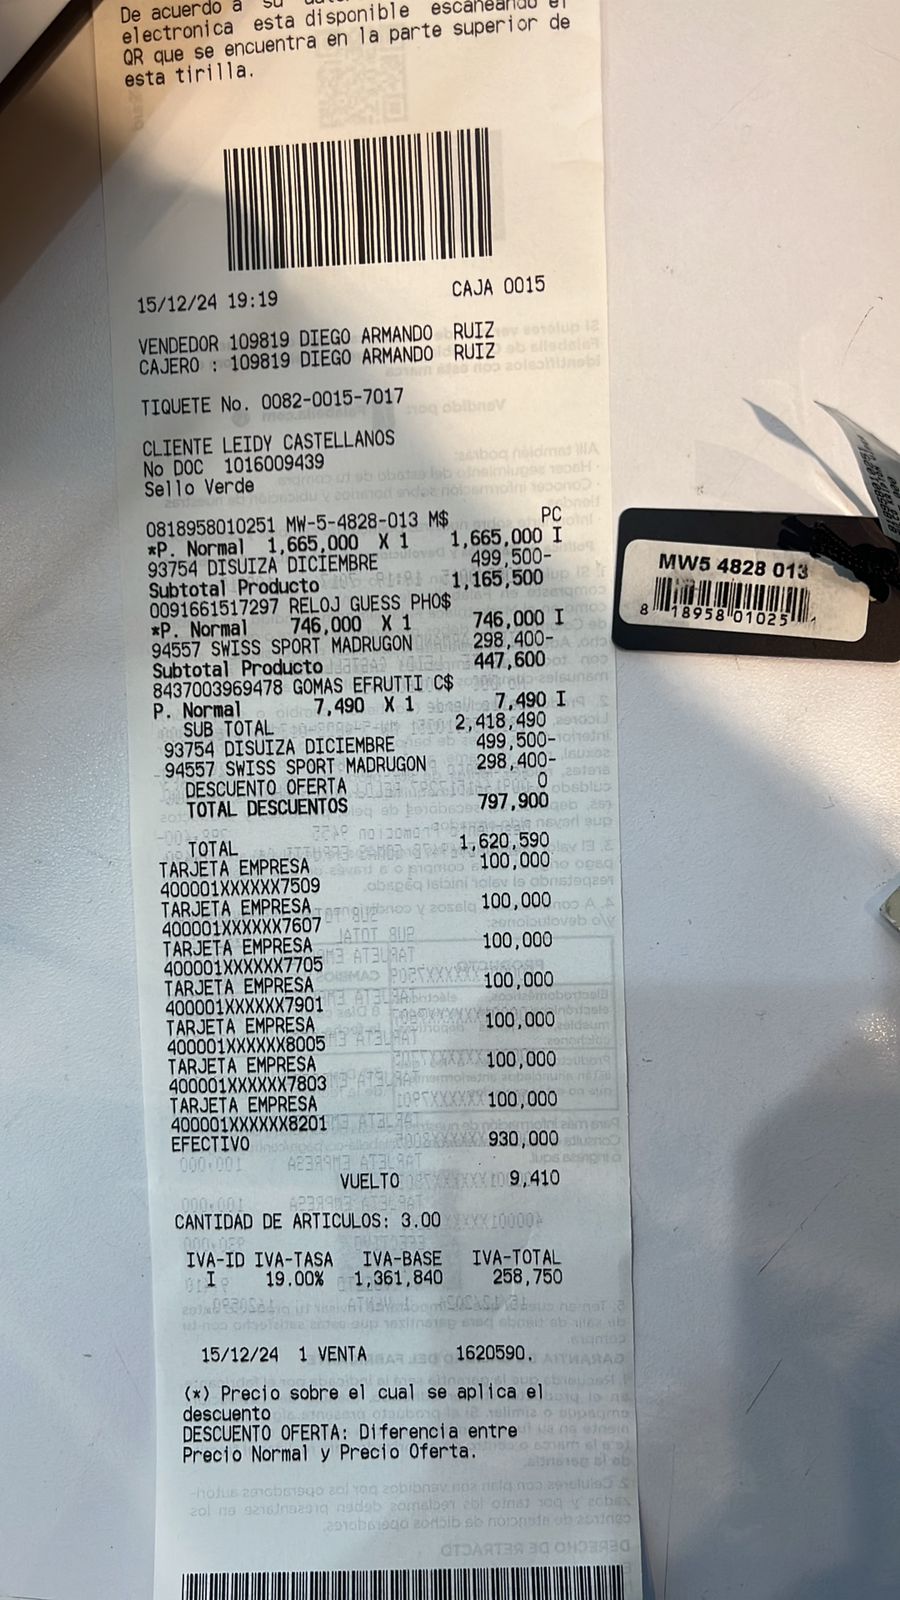 De acuerdo a su
electronica esta disponible escaneando el
QR que se encuentra en la parte superior de
esta tirilla.
15/12/24 19:19 CAJA 0015
VENDEDOR 109819 DIEGO ARMANDO RUIZ
CAJERO : 109819 DIEGO ARMANDO RUIZ
TIQUETE No. 0082-0015-7017
CLIENTE LEIDY CASTELLANOS
No DOC 1016009439
Sello Verde
PC
0818958010251 MW-5-4828-013 M$
*P. Normal 1,665,000 X 1 1,665,000 I
93754 DISUIZA DICIEMBRE 499,500-
Subtotal Producto 1,165,500
0091661517297 RELOJ GUESS PHO$
*P. Normal 746,000 X 1 746,000 I
94557 SWISS SPORT MADRUGON 298,400-
Subtotal Producto 447,600
8437003969478 GOMAS EFRUTTI C$
P. Normal 7,490 X 1 7,490 I
SUB TOTAL 2,418,490
93754 DISUIZA DICIEMBRE 499,500-
94557 SWISS SPORT MADRUGON 298,400-
DESCUENTO OFERTA 0
TOTAL DESCUENTOS 797,900
TOTAL 1,620,590
TARJETA EMPRESA 100,000
400001XXXXXX7509
TARJETA EMPRESA 100,000
400001XXXXXX7607
TARJETA EMPRESA 100,000
400001XXXXXX7705
TARJETA EMPRESA 100,000
400001XXXXXX7901
TARJETA EMPRESA 100,000
400001XXXXXX8005
TARJETA EMPRESA 100,000
400001XXXXXX7803
TARJETA EMPRESA 100,000
400001XXXXXX8201
EFECTIVO 930,000
VUELTO 9,410
CANTIDAD DE ARTICULOS: 3.00
IVA-ID IVA-TASA IVA-BASE IVA-TOTAL
I 19.00% 1,361,840 258,750
15/12/24 1 VENTA 1620590.
(*) Precio sobre el cual se aplica el
descuento
DESCUENTO OFERTA: Diferencia entre
Precio Normal y Precio Oferta.
MW5 4828 013
8 18958 01025 1